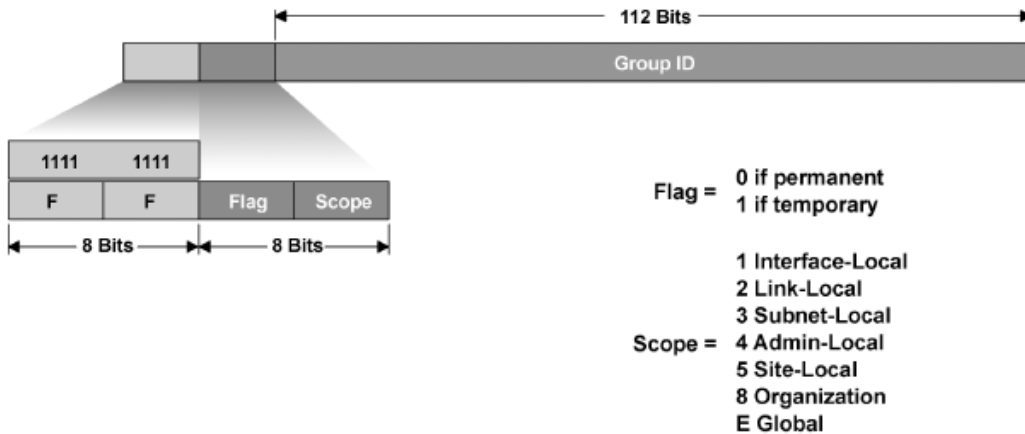 112 Bits
Group ID
1111 1111
F F Flag Scope
8 Bits 8 Bits
Flag = 0 if permanent
1 if temporary
Scope = 1 Interface-Local
2 Link-Local
3 Subnet-Local
4 Admin-Local
5 Site-Local
8 Organization
E Global